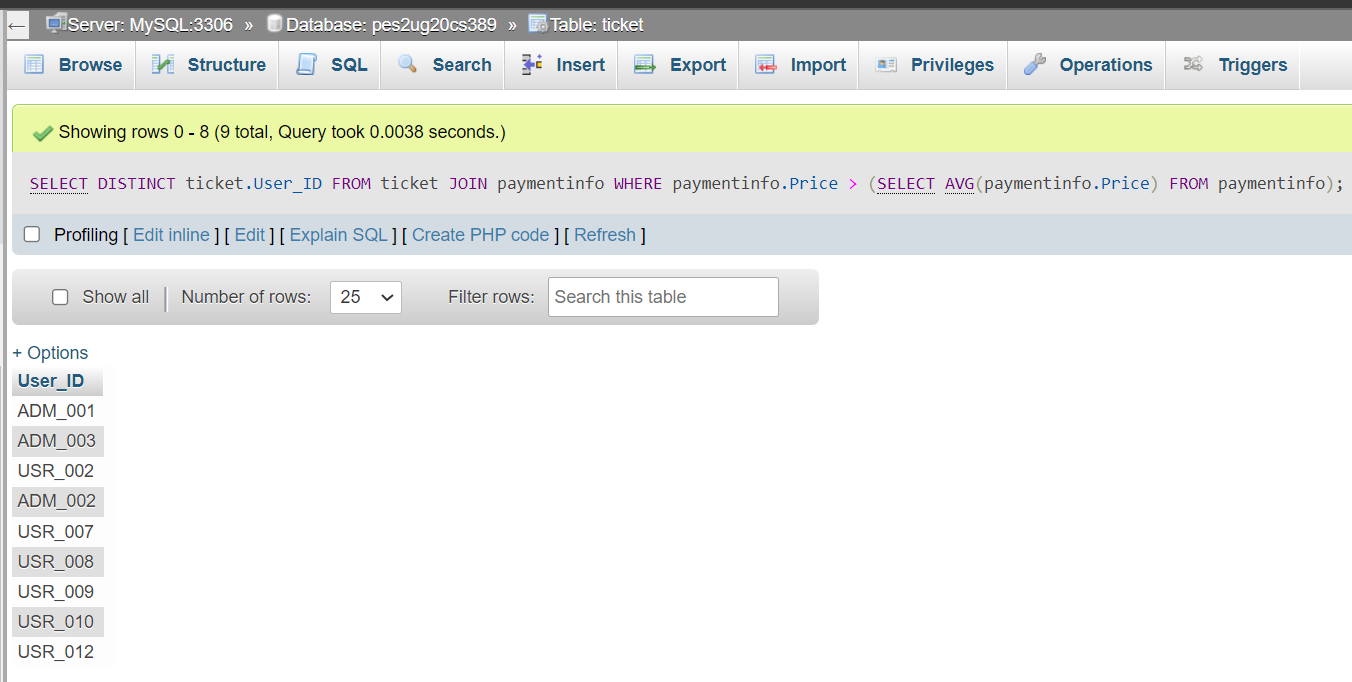 ← Server: MySQL:3306 » Database: pes2ug20cs389 » Table: ticket
Browse Structure SQL Search Insert Export Import Privileges Operations Triggers
Showing rows 0 - 8 (9 total, Query took 0.0038 seconds.)
SELECT DISTINCT ticket.User_ID FROM ticket JOIN paymentinfo WHERE paymentinfo.Price > (SELECT AVG(paymentinfo.Price) FROM paymentinfo);
Profiling [ Edit inline ] [ Edit ] [ Explain SQL ] [ Create PHP code ] [ Refresh ]
Show all | Number of rows: 25 Filter rows: Search this table
+ Options
User_ID
ADM_001
ADM_003
USR_002
ADM_002
USR_007
USR_008
USR_009
USR_010
USR_012